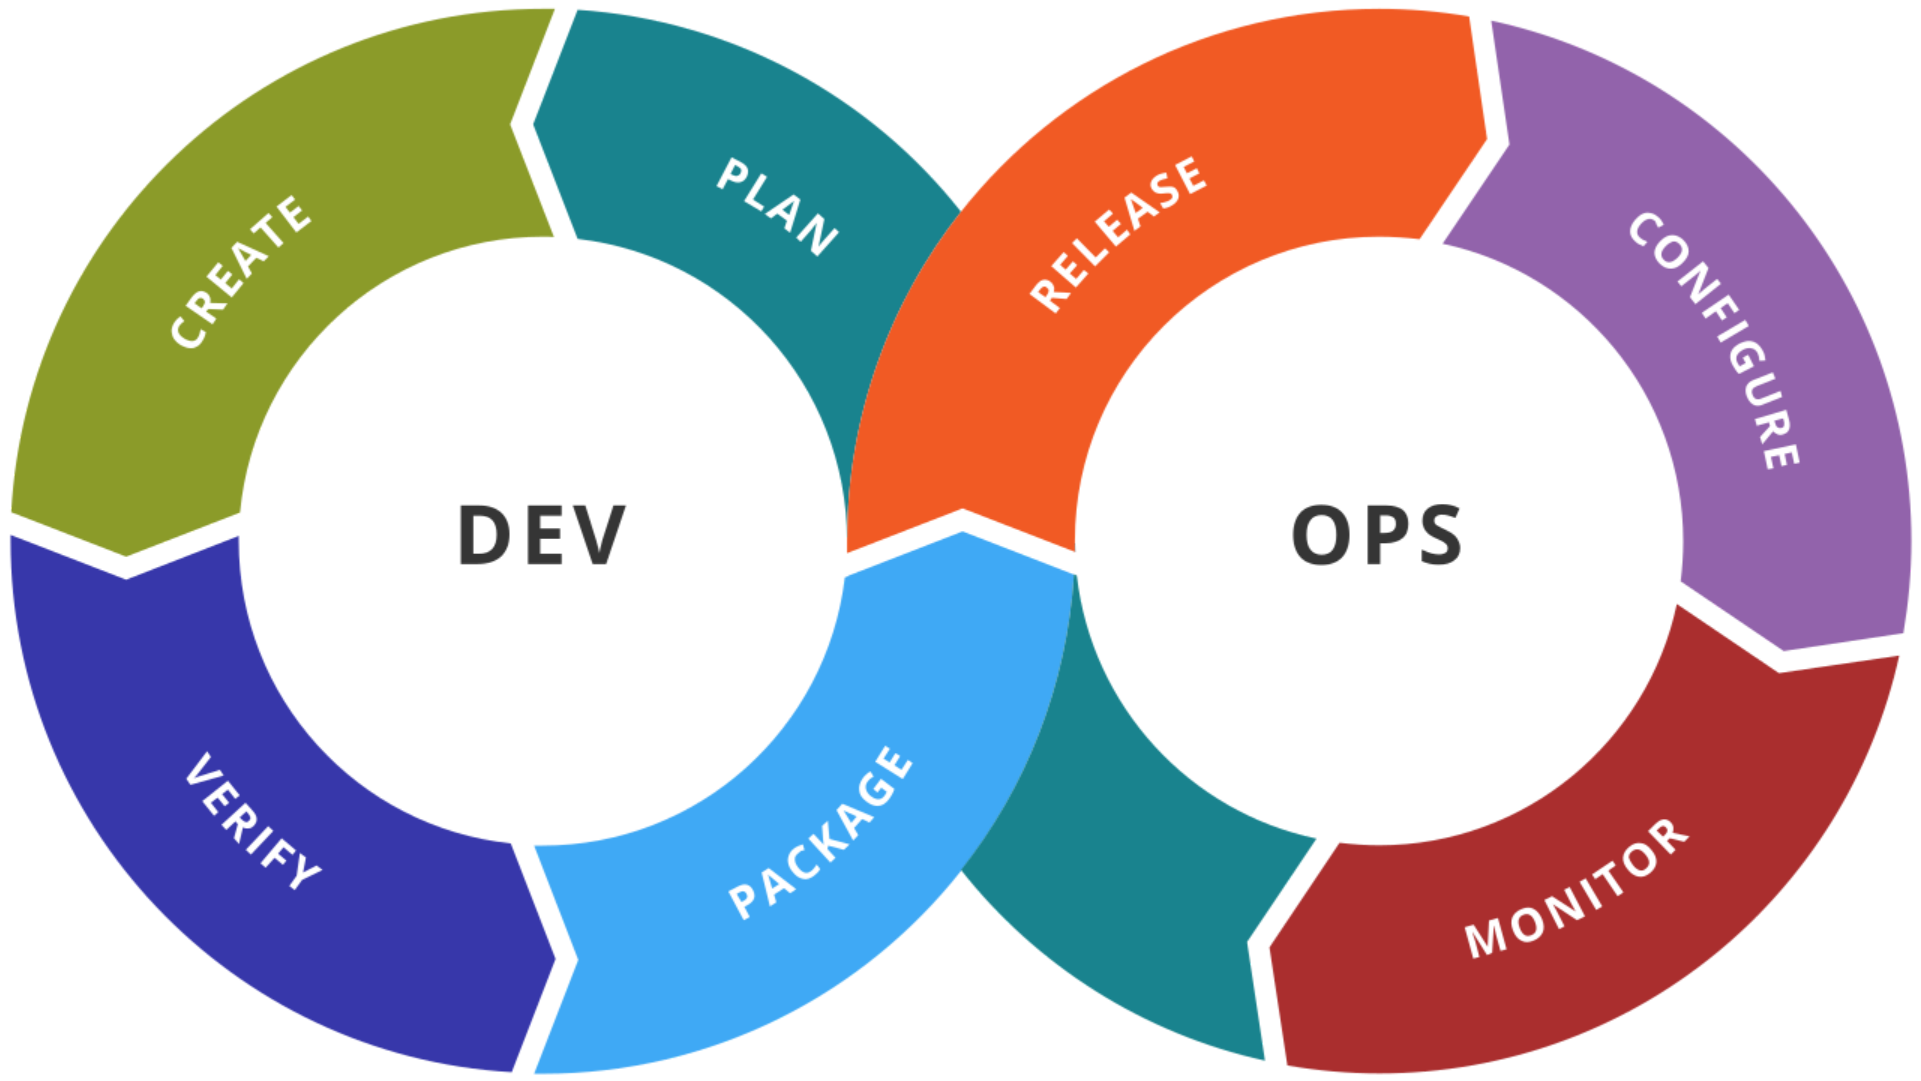 CREATE
PLAN
RELEASE
CONFIGURE
DEV
OPS
VERIFY
PACKAGE
MONITOR